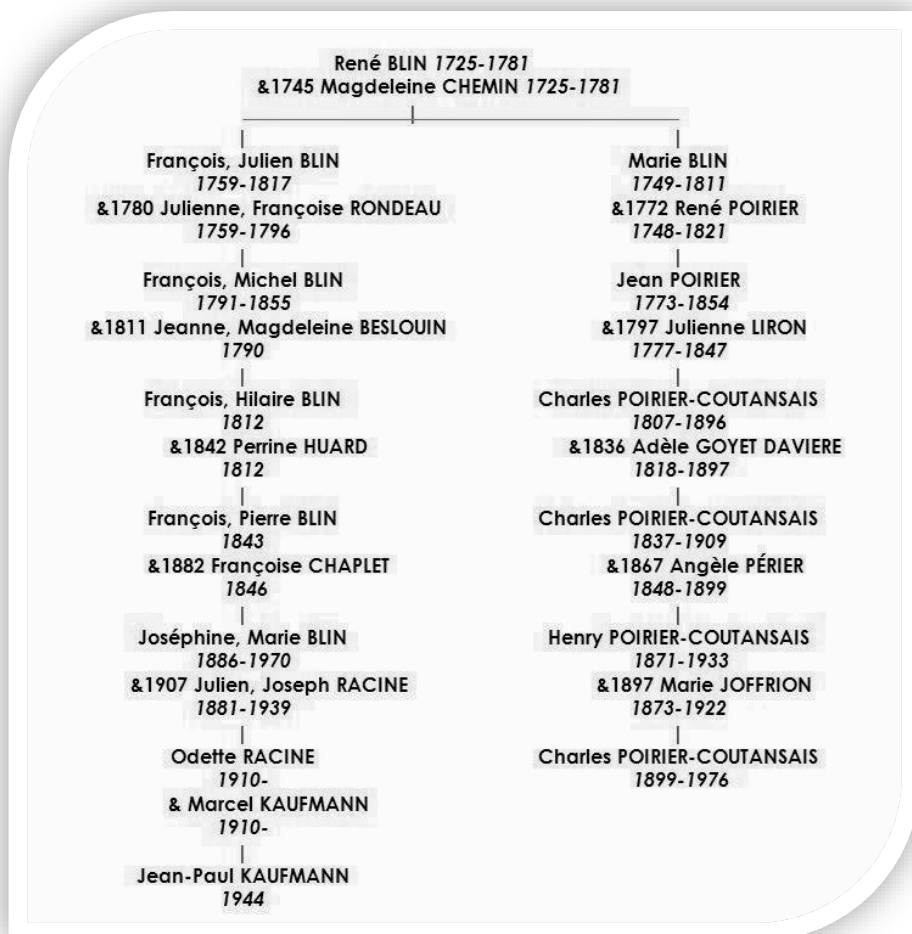 René BLIN 1725-1781
&1745 Magdeleine CHEMIN 1725-1781
François, Julien BLIN
1759-1817
&1780 Julienne, Françoise RONDEAU
1759-1796
François, Michel BLIN
1791-1855
&1811 Jeanne, Magdeleine BESLOUIN
1790
François, Hilaire BLIN
1812
&1842 Perrine HUARD
1812
François, Pierre BLIN
1843
&1882 Françoise CHAPLET
1846
Joséphine, Marie BLIN
1886-1970
&1907 Julien, Joseph RACINE
1881-1939
Odette RACINE
1910-
& Marcel KAUFMANN
1910-
Jean-Paul KAUFMANN
1944
Marie BLIN
1749-1811
&1772 René POIRIER
1748-1821
Jean POIRIER
1773-1854
&1797 Julienne LIRON
1777-1847
Charles POIRIER-COUTANSAIS
1807-1896
&1836 Adèle GOYET DAVIERE
1818-1897
Charles POIRIER-COUTANSAIS
1837-1909
&1867 Angèle PÉRIER
1848-1899
Henry POIRIER-COUTANSAIS
1871-1933
&1897 Marie JOFFRION
1873-1922
Charles POIRIER-COUTANSAIS
1899-1976